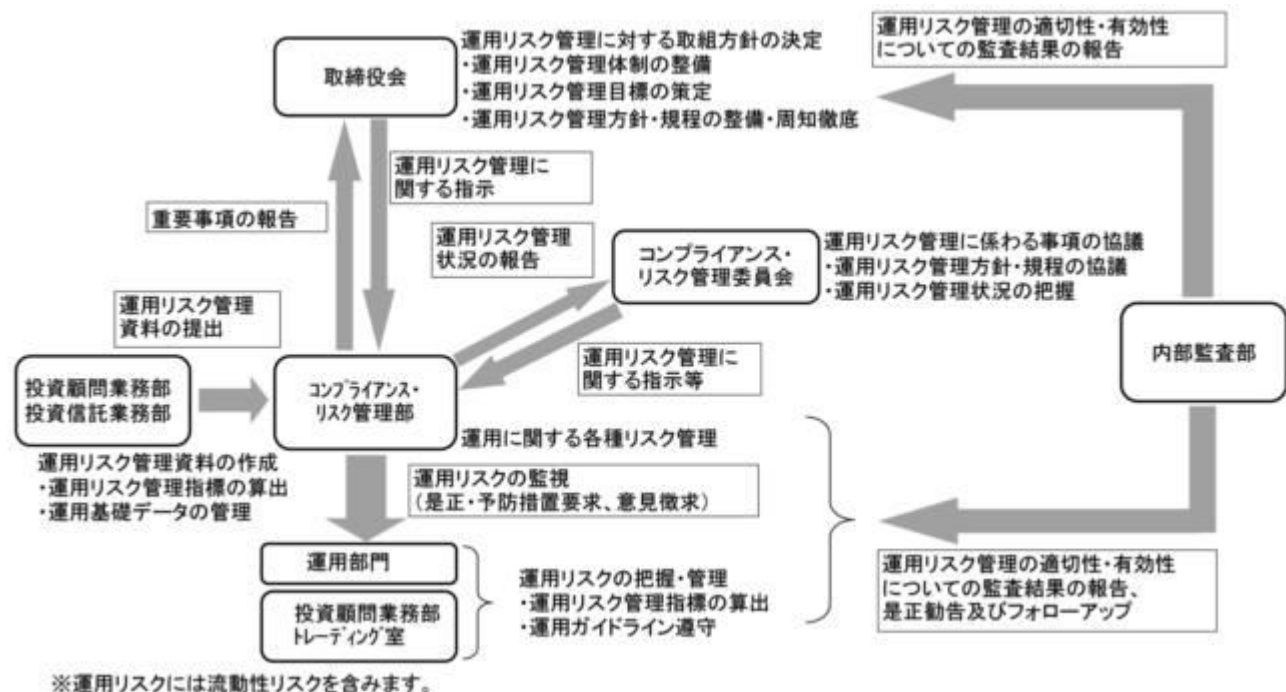 取締役会
運用リスク管理に対する取組方針の決定
・運用リスク管理体制の整備
・運用リスク管理目標の策定
・運用リスク管理方針・規程の整備・周知徹底
運用リスク管理の適切性・有効性
についての監査結果の報告
運用リスク管理に
関する指示
重要事項の報告
運用リスク管理
状況の報告
コンプライアンス・
リスク管理委員会
運用リスク管理に係わる事項の協議
・運用リスク管理方針・規程の協議
・運用リスク管理状況の把握
運用リスク管理
資料の提出
運用リスク管理に
関する指示等
内部監査部
投資顧問業務部
投資信託業務部
コンプライアンス・
リスク管理部
運用に関する各種リスク管理
運用リスク管理資料の作成
・運用リスク管理指標の算出
・運用基礎データの管理
運用リスクの監視
(是正・予防措置要求、意見徴求)
運用部門
投資顧問業務部
トレーディング室
運用リスクの把握・管理
・運用リスク管理指標の算出
・運用ガイドライン遵守
運用リスク管理の適切性・有効性
についての監査結果の報告、
是正勧告及びフォローアップ
※運用リスクには流動性リスクを含みます。